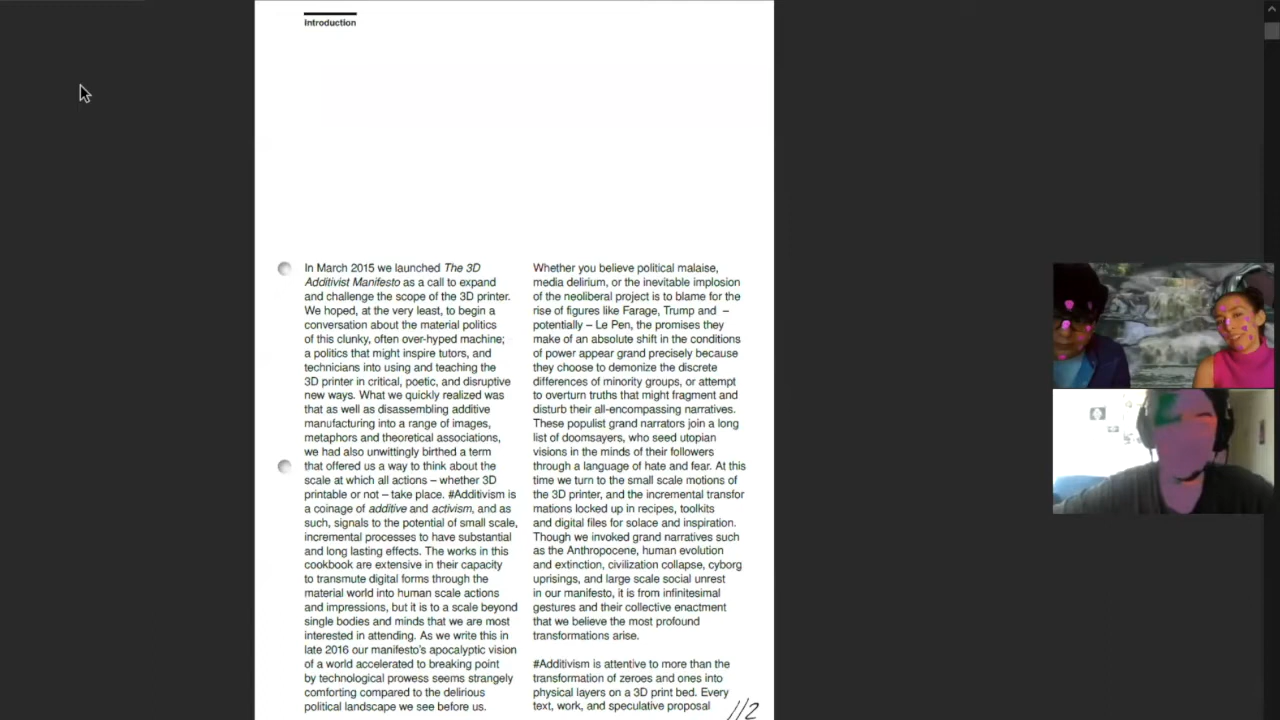 Introduction
In March 2015 we launched The 3D
Additivist Manifesto as a call to expand
and challenge the scope of the 3D printer.
We hoped, at the very least, to begin a
conversation about the material politics
of this clunky, often over-hyped machine;
a politics that might inspire tutors, and
technicians into using and teaching the
3D printer in critical, poetic, and disruptive
new ways. What we quickly realized was
that as well as disassembling additive
manufacturing into a range of images,
metaphors and theoretical associations,
we had also unwittingly birthed a term
that offered us a way to think about the
scale at which all actions – whether 3D
printable or not – take place. #Additivism is
a coinage of additive and activism, and as
such, signals to the potential of small scale,
incremental processes to have substantial
and long lasting effects. The works in this
cookbook are extensive in their capacity
to transmute digital forms through the
material world into human scale actions
and impressions, but it is to a scale beyond
single bodies and minds that we are most
interested in attending. As we write this in
late 2016 our manifesto's apocalyptic vision
of a world accelerated to breaking point
by technological prowess seems strangely
comforting compared to the delirious
political landscape we see before us.
Whether you believe political malaise,
media delirium, or the inevitable implosion
of the neoliberal project is to blame for the
rise of figures like Farage, Trump and –
potentially – Le Pen, the promises they
make of an absolute shift in the conditions
of power appear grand precisely because
they choose to demonize the discrete
differences of minority groups, or attempt
to overturn truths that might fragment and
disturb their all-encompassing narratives.
These populist grand narrators join a long
list of doomsayers, who seed utopian
visions in the minds of their followers
through a language of hate and fear. At this
time we turn to the small scale motions of
the 3D printer, and the incremental transfor
mations locked up in recipes, toolkits
and digital files for solace and inspiration.
Though we invoked grand narratives such
as the Anthropocene, human evolution
and extinction, civilization collapse, cyborg
uprisings, and large scale social unrest
in our manifesto, it is from infinitesimal
gestures and their collective enactment
that we believe the most profound
transformations arise.
#Additivism is attentive to more than the
transformation of zeroes and ones into
physical layers on a 3D print bed. Every
text, work, and speculative proposal
1/2